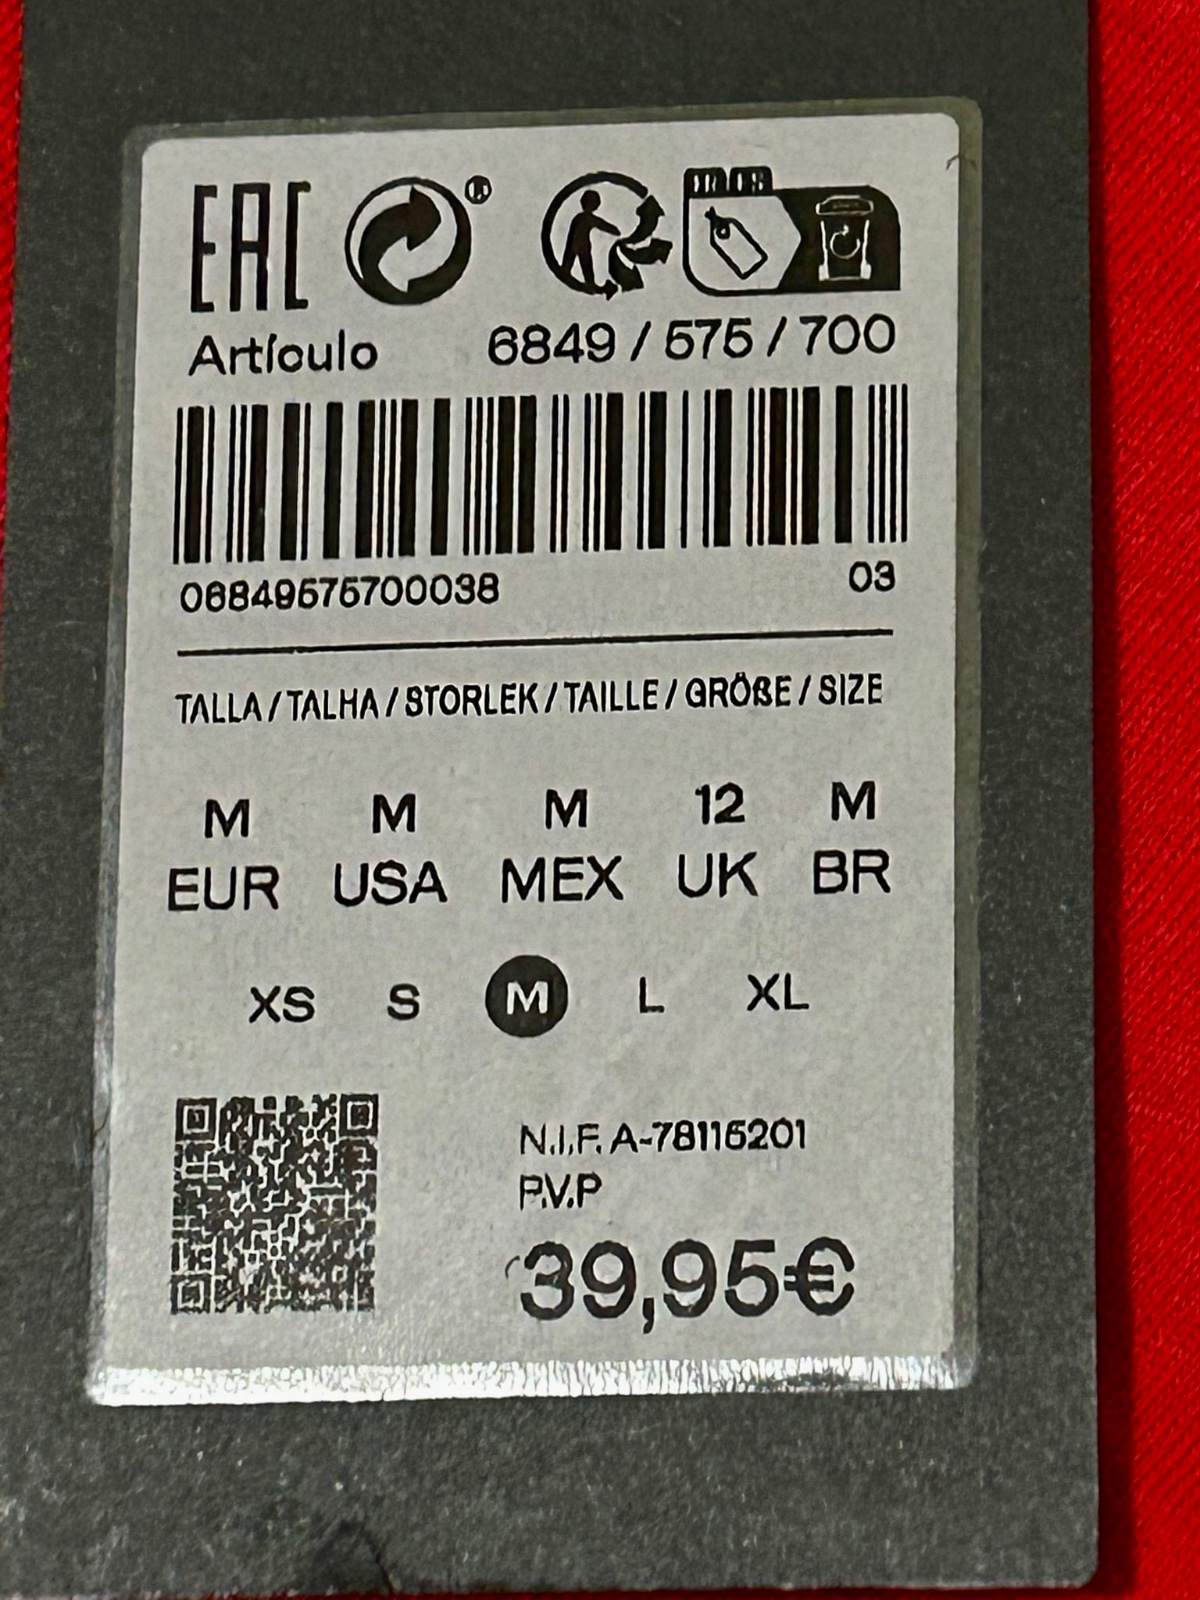 EAC
Artículo 6849 / 575 / 700
06849575700038 03
TALLA / TALHA / STORLEK / TAILLE / GRÖßE / SIZE
M M M 12 M
EUR USA MEX UK BR
XS S M L XL
N.I.F. A-78115201
P.V.P
39,95€